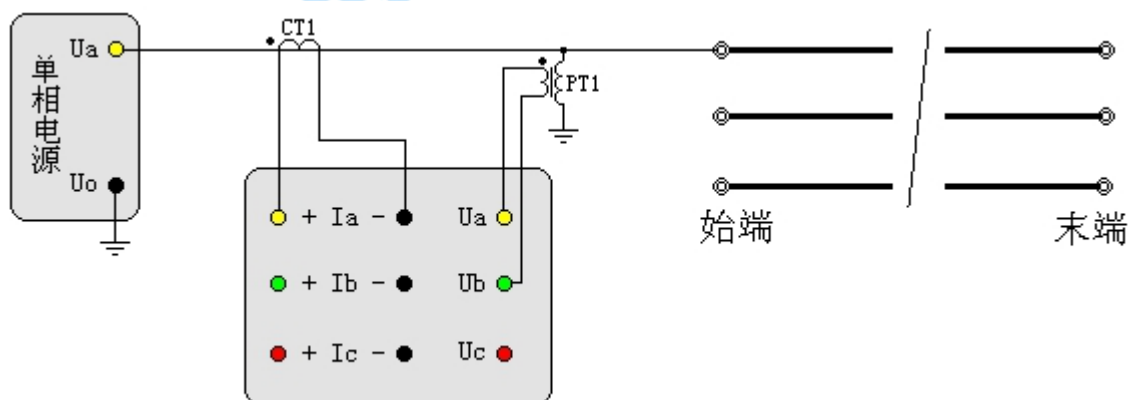 单相电源
Ua
Uo
CT1
PT1
+ Ia - Ua
+ Ib - Ub
+ Ic - Uc
始端
末端